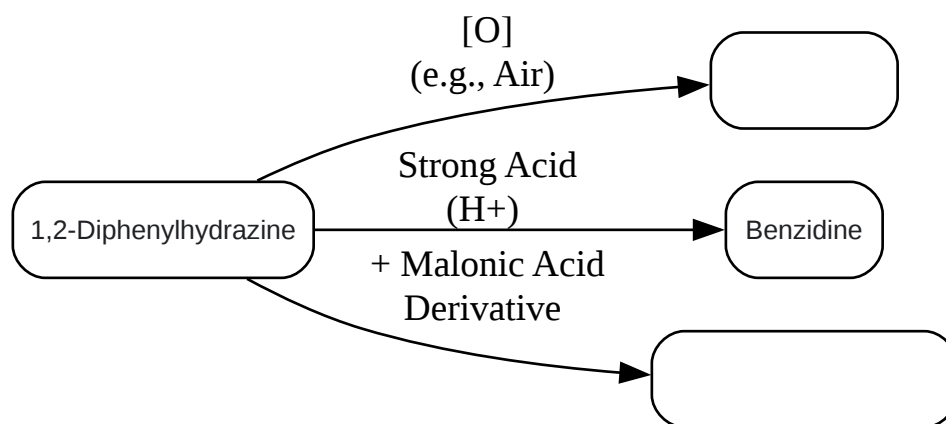 [O]
(e.g., Air)
Strong Acid
(H+)
1,2-Diphenylhydrazine
Benzidine
+ Malonic Acid
Derivative